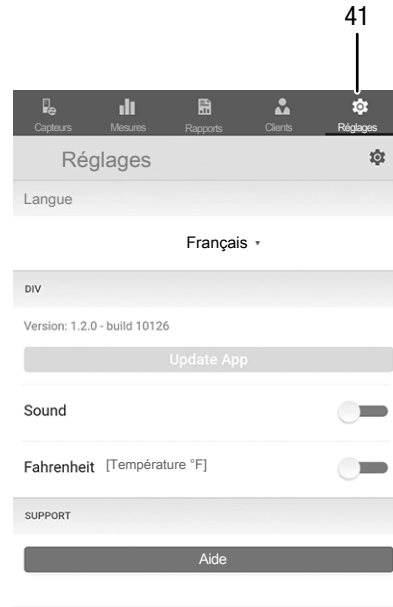 41
Capteurs Mesures Rapports Clients Réglages
Réglages
Langue
Français
DIV
Version: 1.2.0 - build 10126
Update App
Sound
Fahrenheit [Température °F]
SUPPORT
Aide